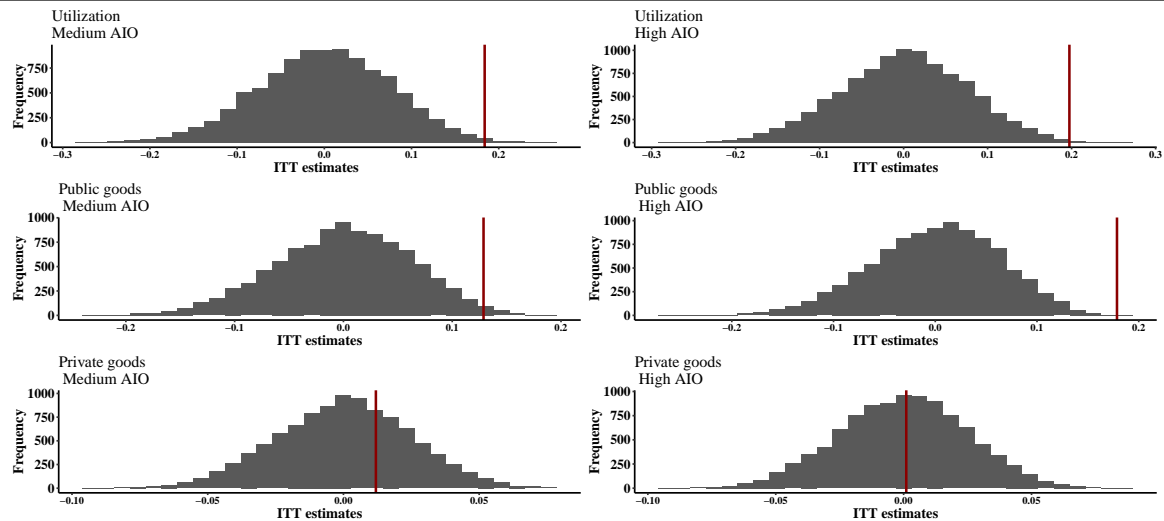 Utilization
Medium AIO
Frequency
750
500
250
0
−0.3 −0.2 −0.1 0.0 0.1 0.2
ITT estimates
Utilization
High AIO
Frequency
1000
750
500
250
0
−0.3 −0.2 −0.1 0.0 0.1 0.2 0.3
ITT estimates
Public goods
Medium AIO
Frequency
1000
750
500
250
0
−0.2 −0.1 0.0 0.1 0.2
ITT estimates
Public goods
High AIO
Frequency
1000
750
500
250
0
−0.2 −0.1 0.0 0.1 0.2
ITT estimates
Private goods
Medium AIO
Frequency
1000
750
500
250
0
−0.10 −0.05 0.00 0.05
ITT estimates
Private goods
High AIO
Frequency
1000
750
500
250
0
−0.10 −0.05 0.00 0.05
ITT estimates